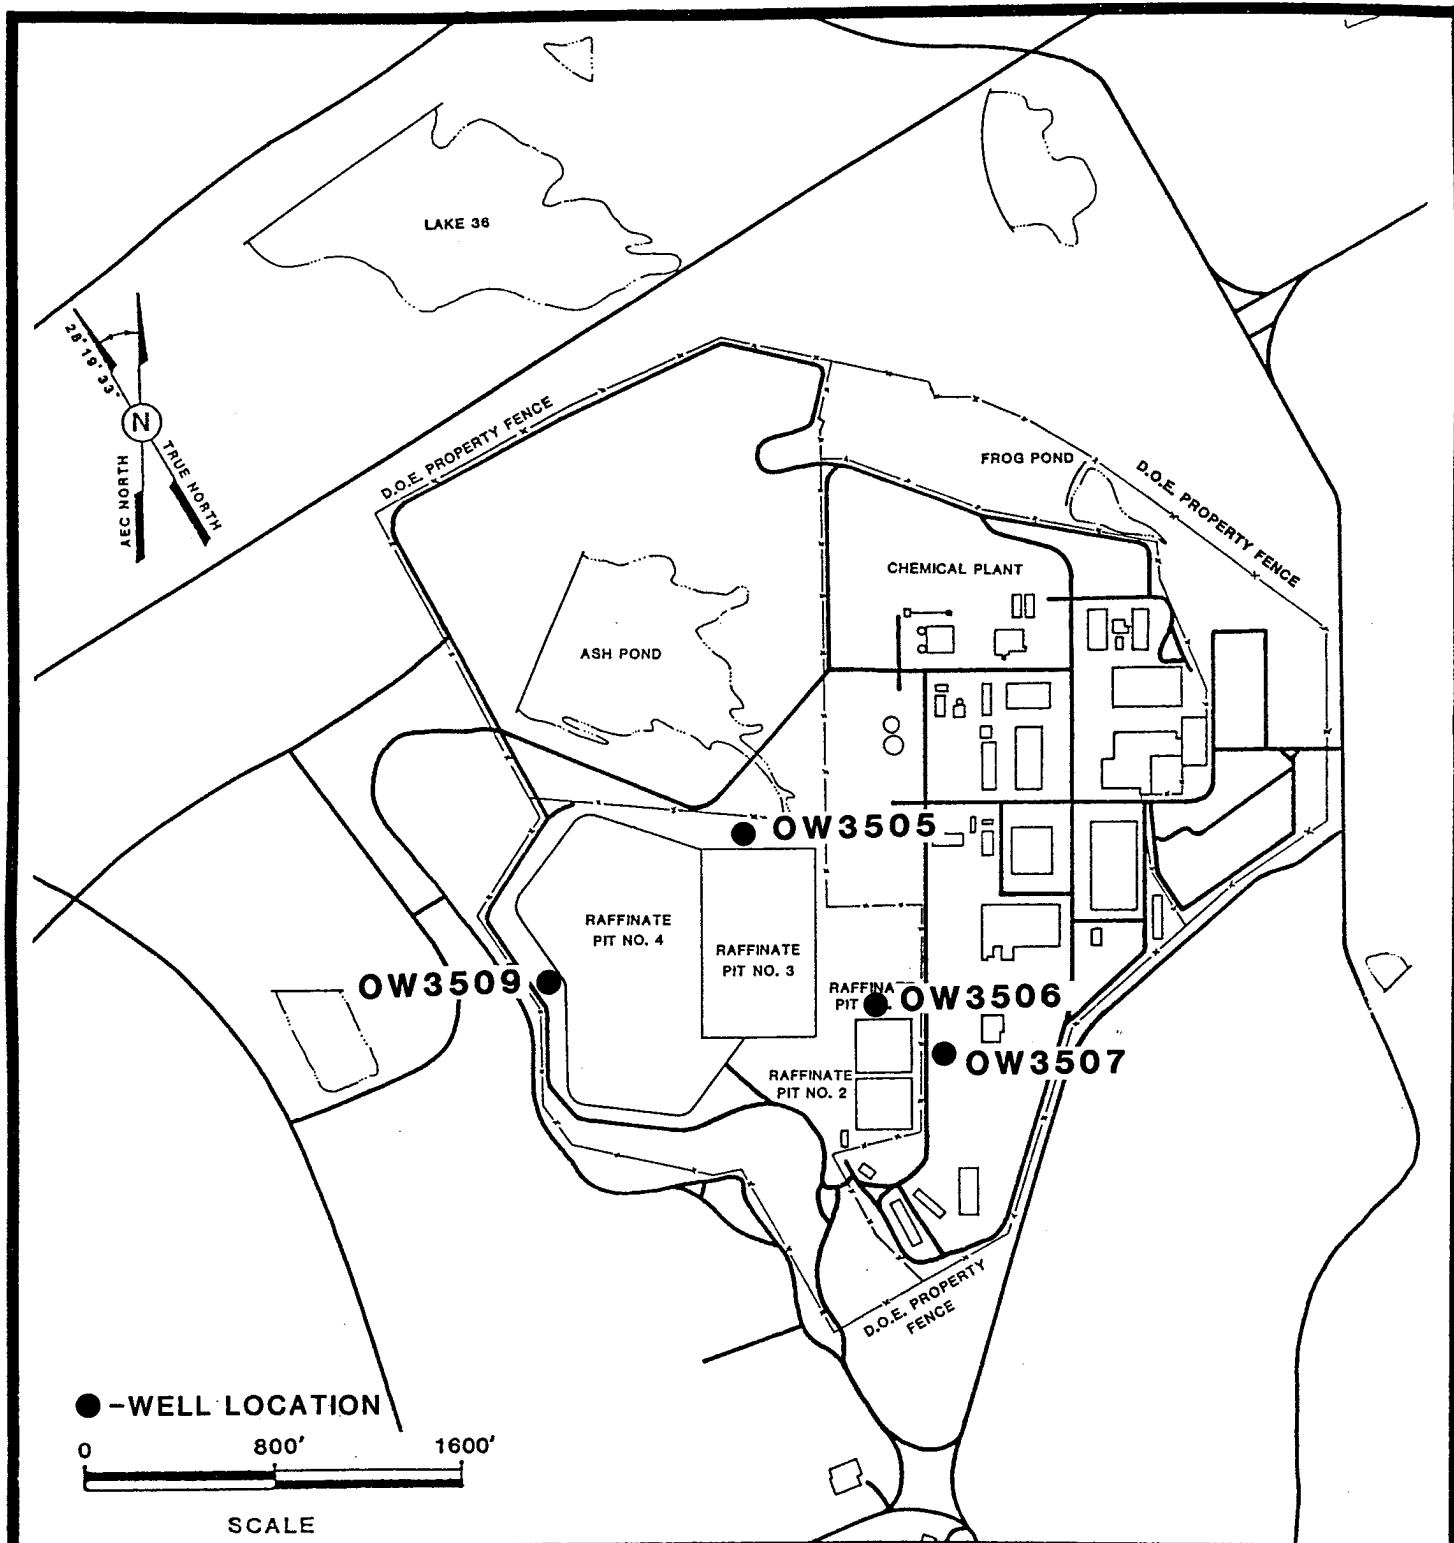 LAKE 36
28°19'33"
N
AEC NORTH
TRUE NORTH
D.O.E. PROPERTY FENCE
FROG POND
D.O.E. PROPERTY FENCE
CHEMICAL PLANT
ASH POND
OW3505
RAFFINATE
PIT NO. 4
RAFFINATE
PIT NO. 3
OW3509
RAFFINA
PIT
OW3506
OW3507
RAFFINATE
PIT NO. 2
D.O.E. PROPERTY
FENCE
-WELL LOCATION
0 800' 1600'
SCALE